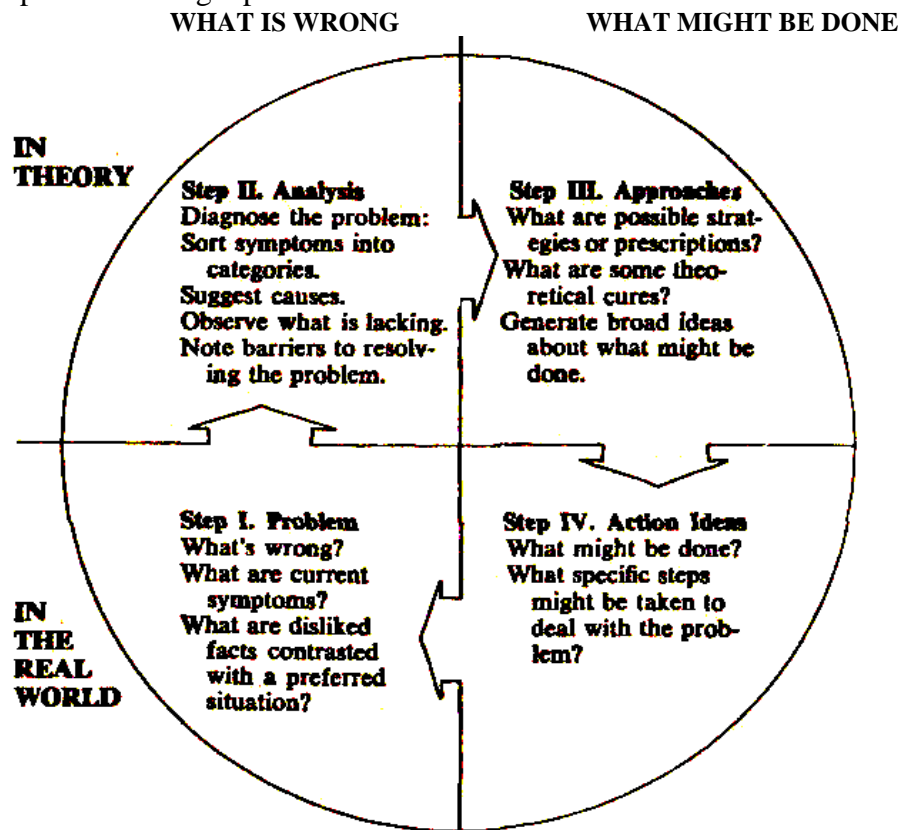 WHAT IS WRONG
WHAT MIGHT BE DONE
IN
THEORY
Step II. Analysis
Diagnose the problem:
Sort symptoms into
categories.
Suggest causes.
Observe what is lacking.
Note barriers to resolv-
ing the problem.
Step III. Approaches
What are possible strat-
egies or prescriptions?
What are some theo-
retical cures?
Generate broad ideas
about what might be
done.
IN
THE
REAL
WORLD
Step I. Problem
What's wrong?
What are current
symptoms?
What are disliked
facts contrasted
with a preferred
situation?
Step IV. Action Ideas
What might be done?
What specific steps
might be taken to
deal with the prob-
lem?